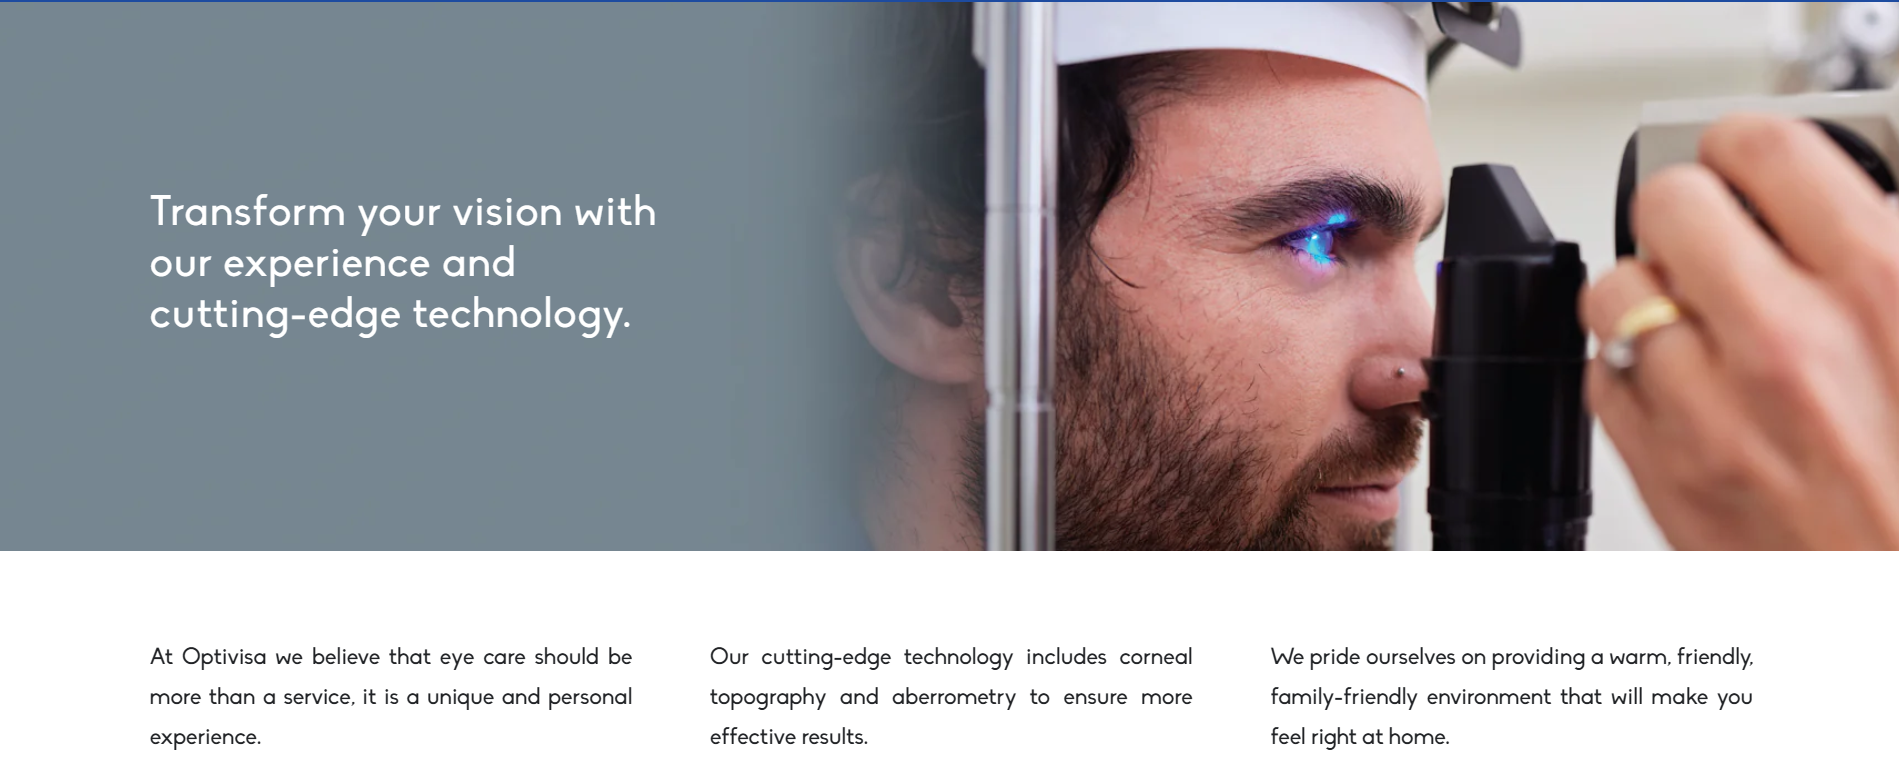 Transform your vision with
our experience and
cutting-edge technology.
At Optivisa we believe that eye care should be
more than a service, it is a unique and personal
experience.
Our cutting-edge technology includes corneal
topography and aberrometry to ensure more
effective results.
We pride ourselves on providing a warm, friendly,
family-friendly environment that will make you
feel right at home.